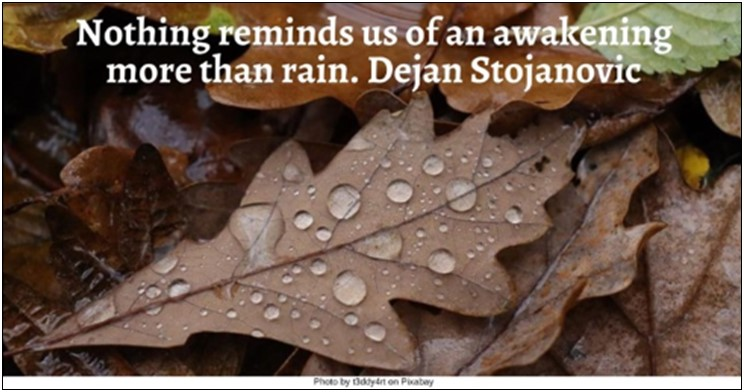 Nothing reminds us of an awakening
more than rain. Dejan Stojanovic
Photo by t3ddy4rt on Pixabay